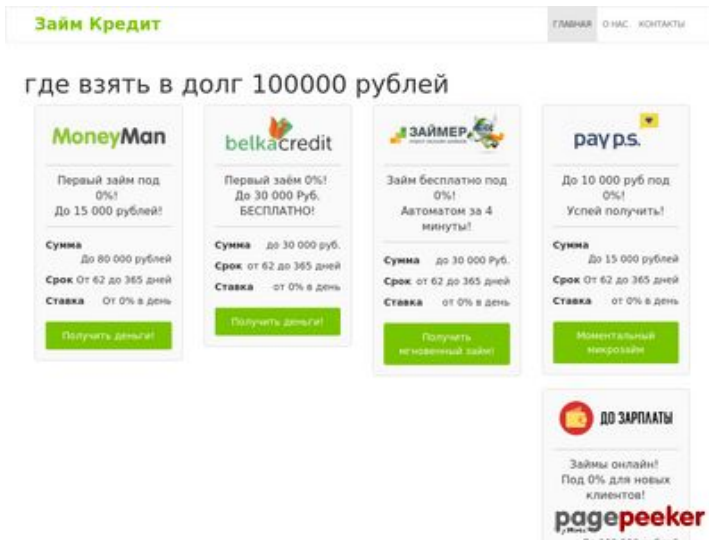 Займ Кредит
ГЛАВНАЯ О НАС КОНТАКТЫ
где взять в долг 100000 рублей
MoneyMan
Первый займ под
0%!
До 15 000 рублей!
Сумма
До 80 000 рублей
Срок От 62 до 365 дней
Ставка От 0% в день
Получить деньги!
belkacredit
Первый заём 0%!
До 30 000 Руб.
БЕСПЛАТНО!
Сумма до 30 000 руб.
Срок от 62 до 365 дней
Ставка от 0% в день
Получить деньги!
ЗАЙМЕР
Займ бесплатно под
0%!
Автоматом за 4
минуты!
Сумма до 30 000 Руб.
Срок от 62 до 365 дней
Ставка от 0% в день
Получить
мгновенный займ!
pay p.s.
До 10 000 руб под
0%!
Успей получить!
Сумма
До 15 000 рублей
Срок От 62 до 365 дней
Ставка От 0% в день
Моментальный
микрозайм
ДО ЗАРПЛАТЫ
Займы онлайн!
Под 0% для новых
клиентов!
pagepeeker